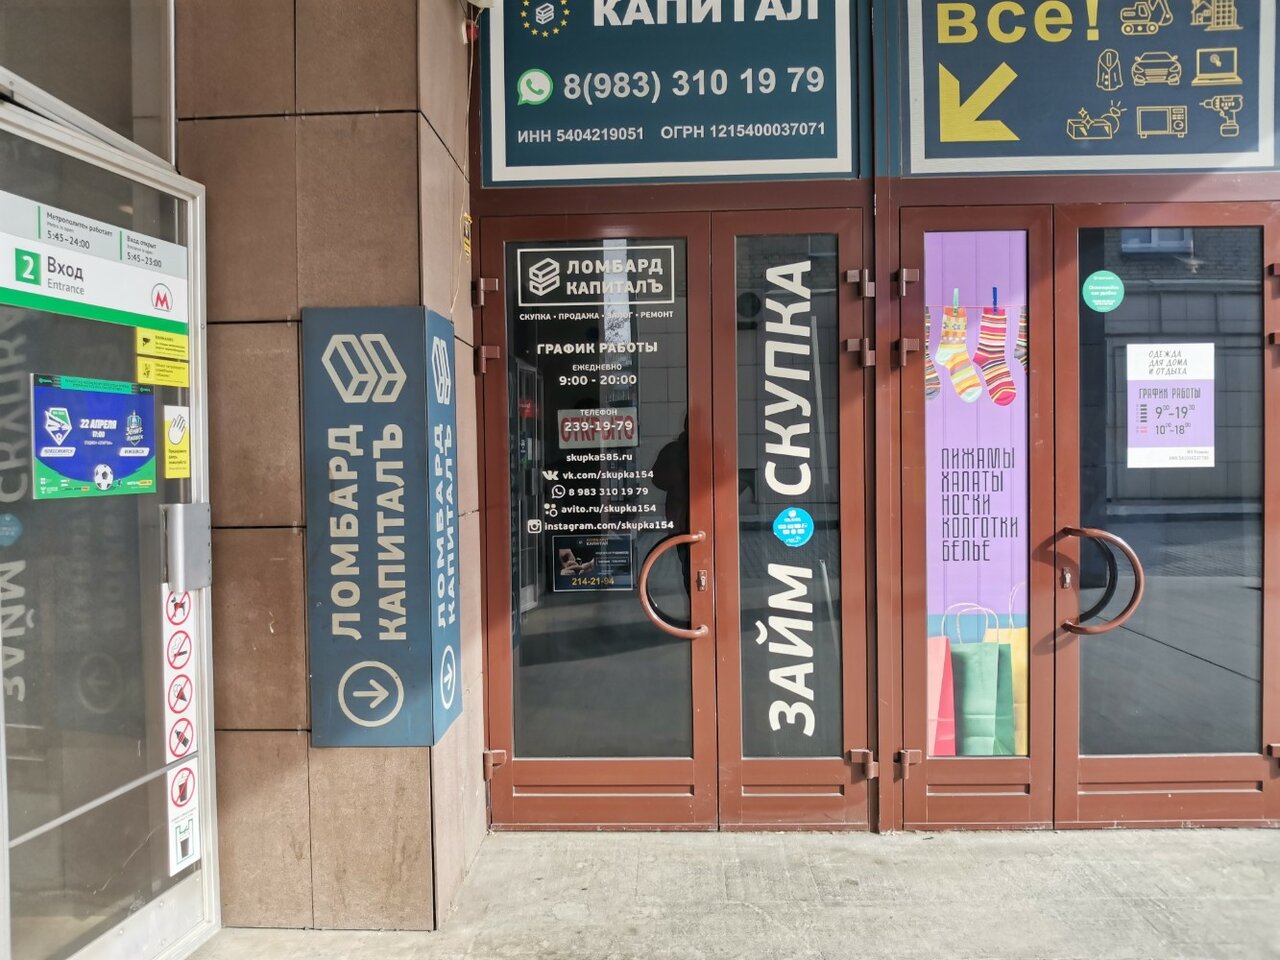 КАПИТАЛ
8(983) 310 19 79
ИНН 5404219051 ОГРН 1215400037071
все!
Метрополитен работает
5:45–24:00
Вход открыт
5:45–23:00
2 Вход
Entrance
М
22 АПРЕЛЯ
17:00
ЛОМБАРД
КАПИТАЛЪ
ЛОМБАРД
КАПИТАЛЪ
ЛОМБАРД
КАПИТАЛЪ
СКУПКА • ПРОДАЖА • ЗАЛОГ • РЕМОНТ
ГРАФИК РАБОТЫ
ЕЖЕДНЕВНО
9:00 - 20:00
ТЕЛЕФОН
239-19-79
ОТКРЫТО
skupka585.ru
vk.com/skupka154
8 983 310 19 79
avito.ru/skupka154
instagram.com/skupka154
214-21-94
ЗАЙМ СКУПКА
ПИЖАМЫ
ХАЛАТЫ
НОСКИ
КОЛГОТКИ
БЕЛЬЕ
ОДЕЖДА
ДЛЯ ДОМА
И ОТДЫХА
ГРАФИК РАБОТЫ
9⁰⁰-19³⁰
10⁰⁰-18⁰⁰